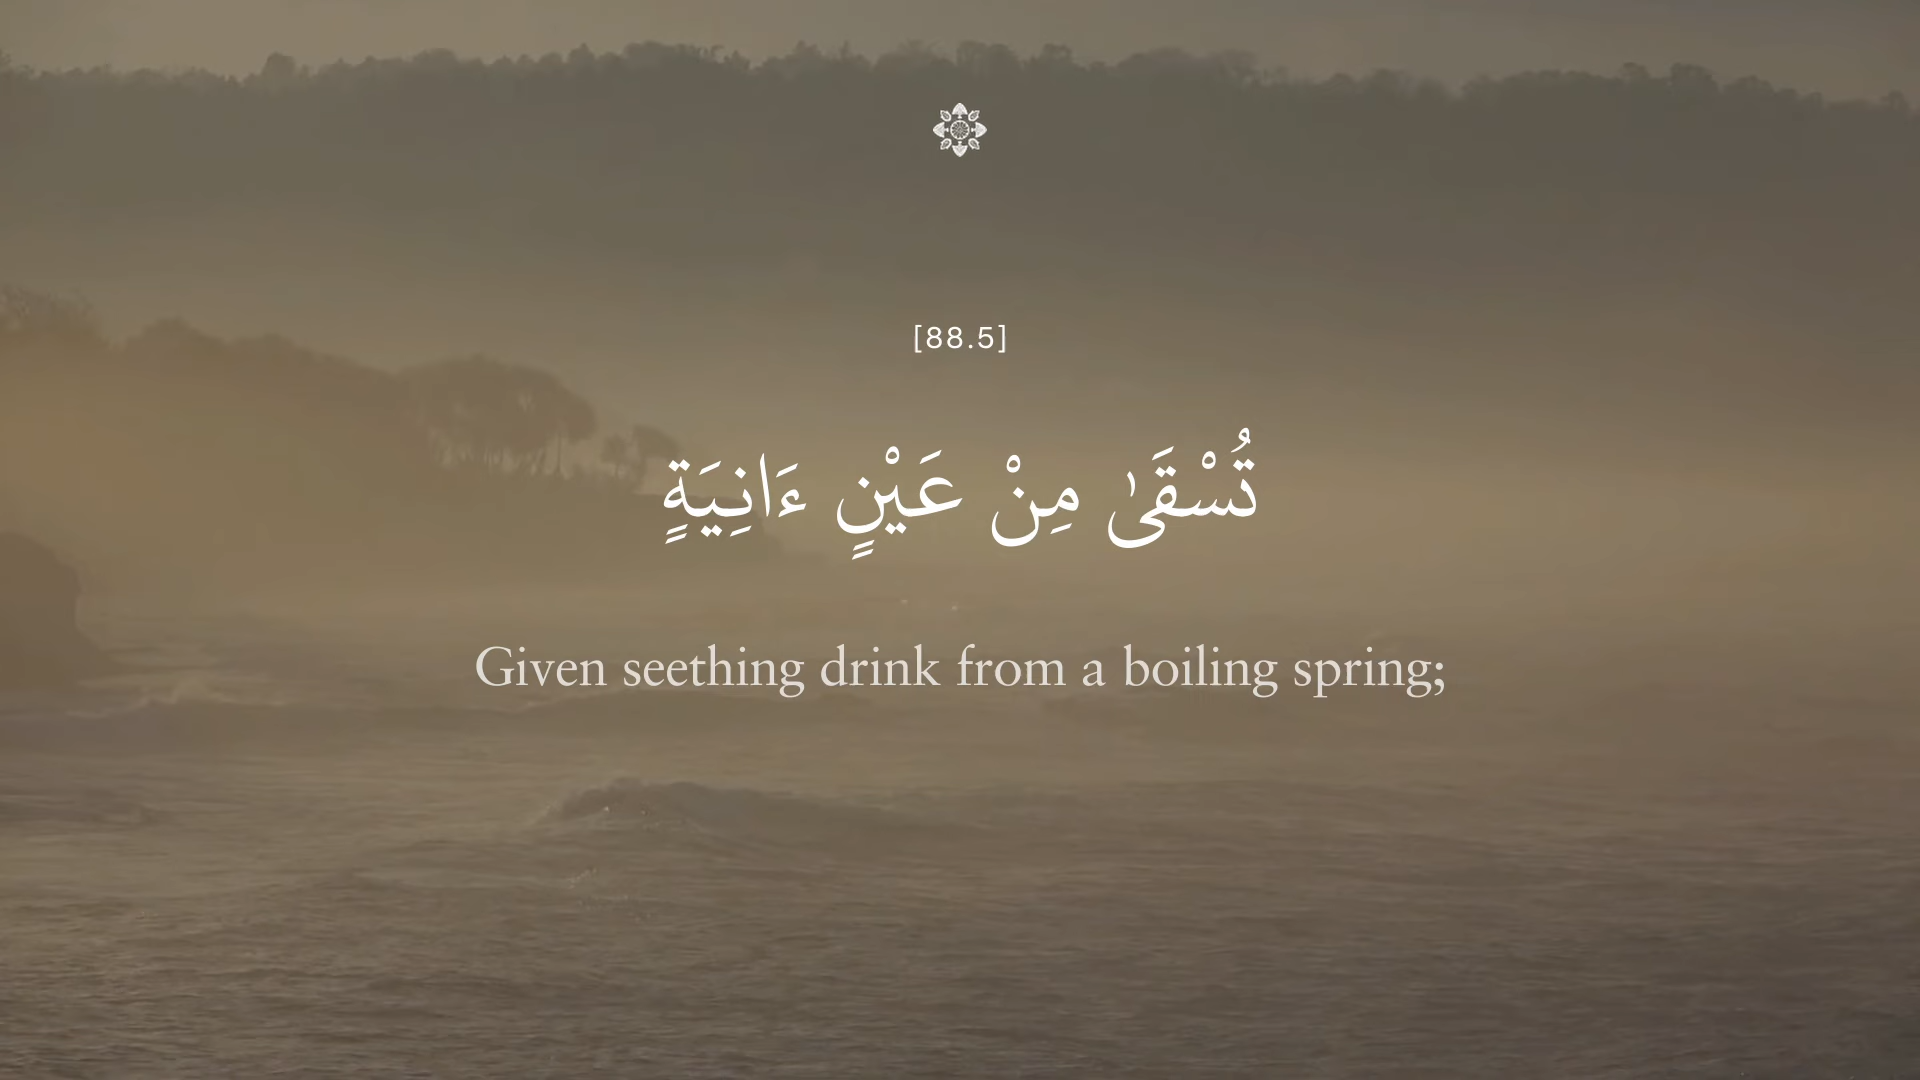 [88.5]
تُسْقَىٰ مِنْ عَيْنٍ ءَانِيَةٍ
Given seething drink from a boiling spring;